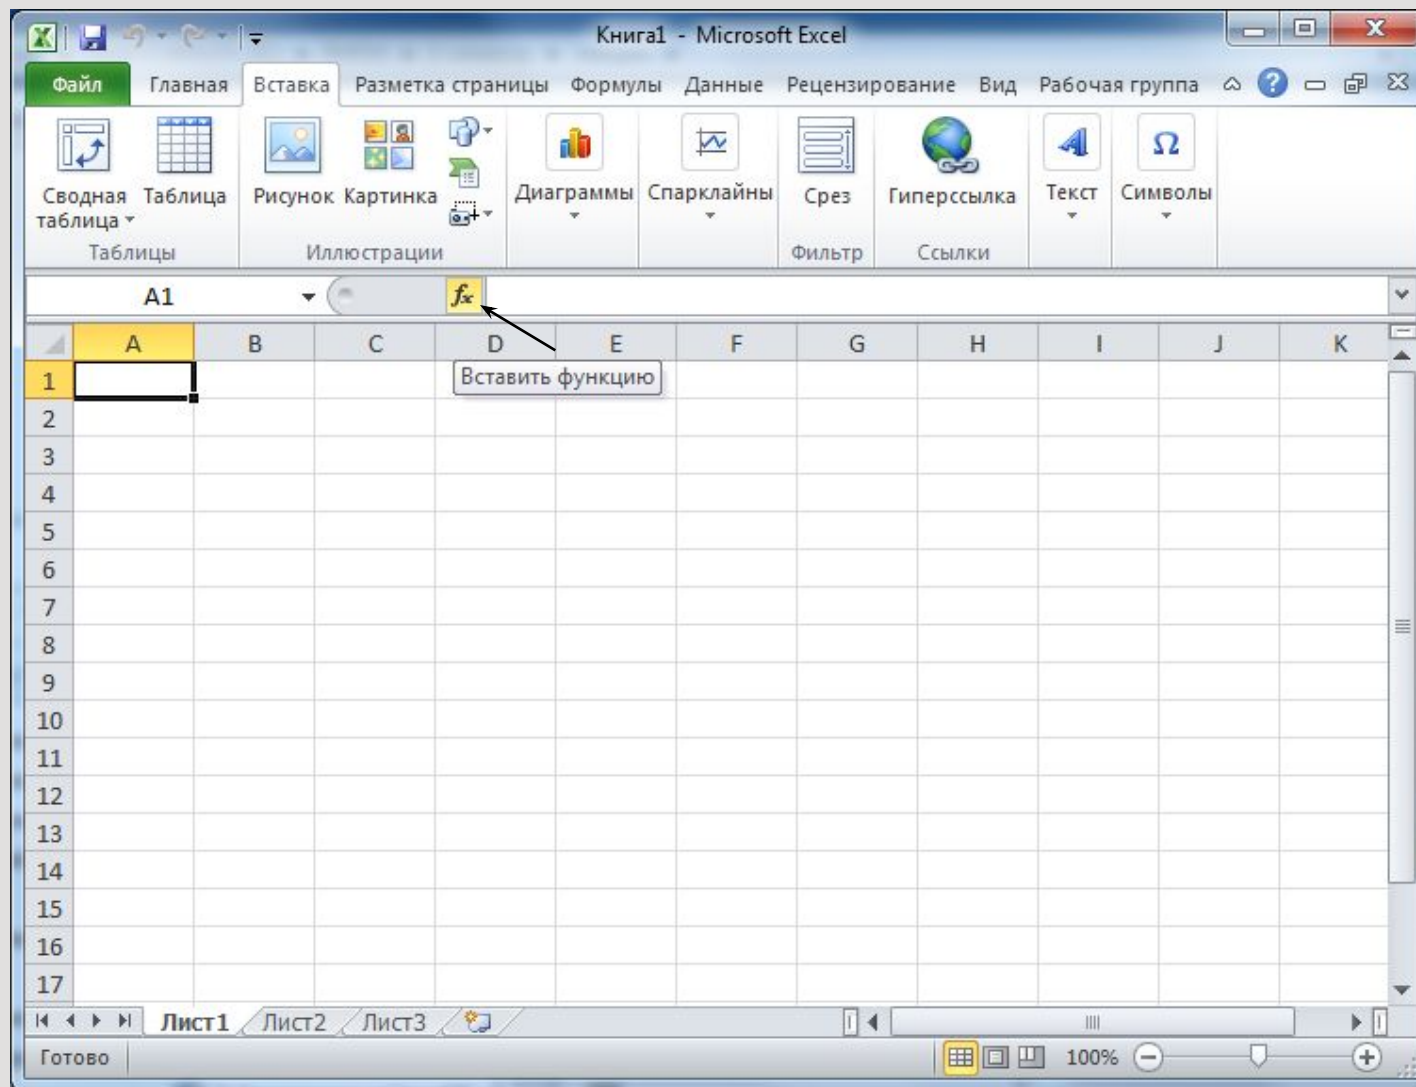 Книга1 - Microsoft Excel
Файл Главная Вставка Разметка страницы Формулы Данные Рецензирование Вид Рабочая группа
Сводная таблица Таблица Рисунок Картинка Диаграммы Спарклайны Срез Гиперссылка Текст Символы
Таблицы Иллюстрации Фильтр Ссылки
A1 fx
A B C D E F G H I J K
Вставить функцию
1
2
3
4
5
6
7
8
9
10
11
12
13
14
15
16
17
Лист1 Лист2 Лист3
Готово 100%